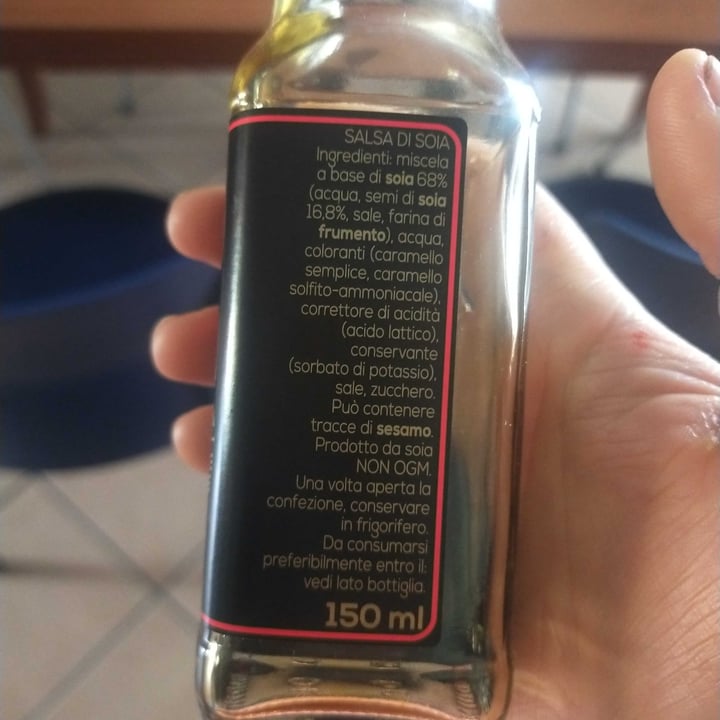 SALSA DI SOIA
Ingredienti: miscela
a base di soia 68%
(acqua, semi di soia
16,8%, sale, farina di
frumento), acqua,
coloranti (caramello
semplice, caramello
solfito-ammoniacale),
correttore di acidità
(acido lattico),
conservante
(sorbato di potassio),
sale, zucchero.
Può contenere
tracce di sesamo.
Prodotto da soia
NON OGM.
Una volta aperta la
confezione, conservare
in frigorifero.
Da consumarsi
preferibilmente entro il:
vedi lato bottiglia.
150 ml